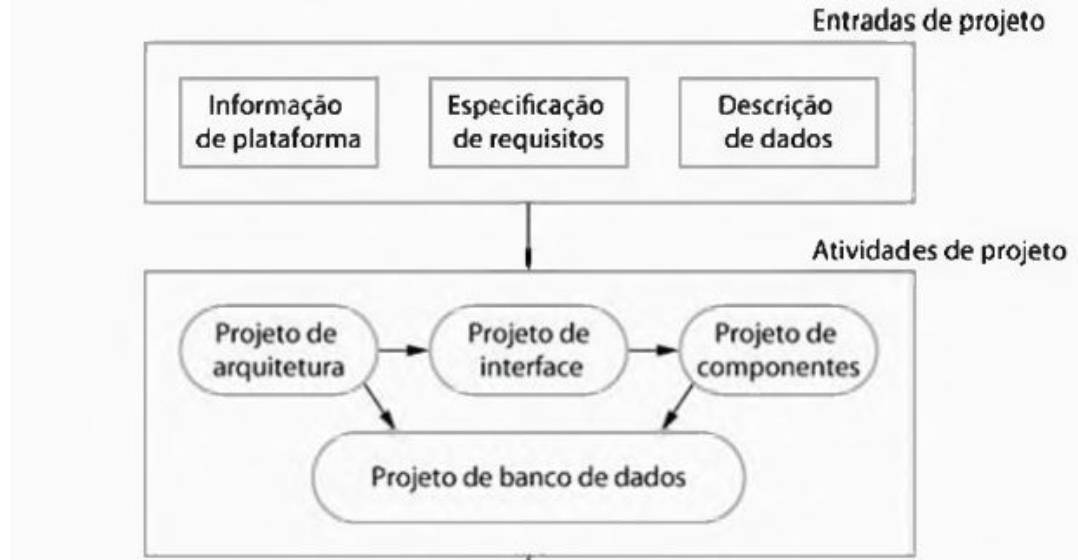 Entradas de projeto
Informação
de plataforma
Especificação
de requisitos
Descrição
de dados
Atividades de projeto
Projeto de
arquitetura
Projeto de
interface
Projeto de
componentes
Projeto de banco de dados